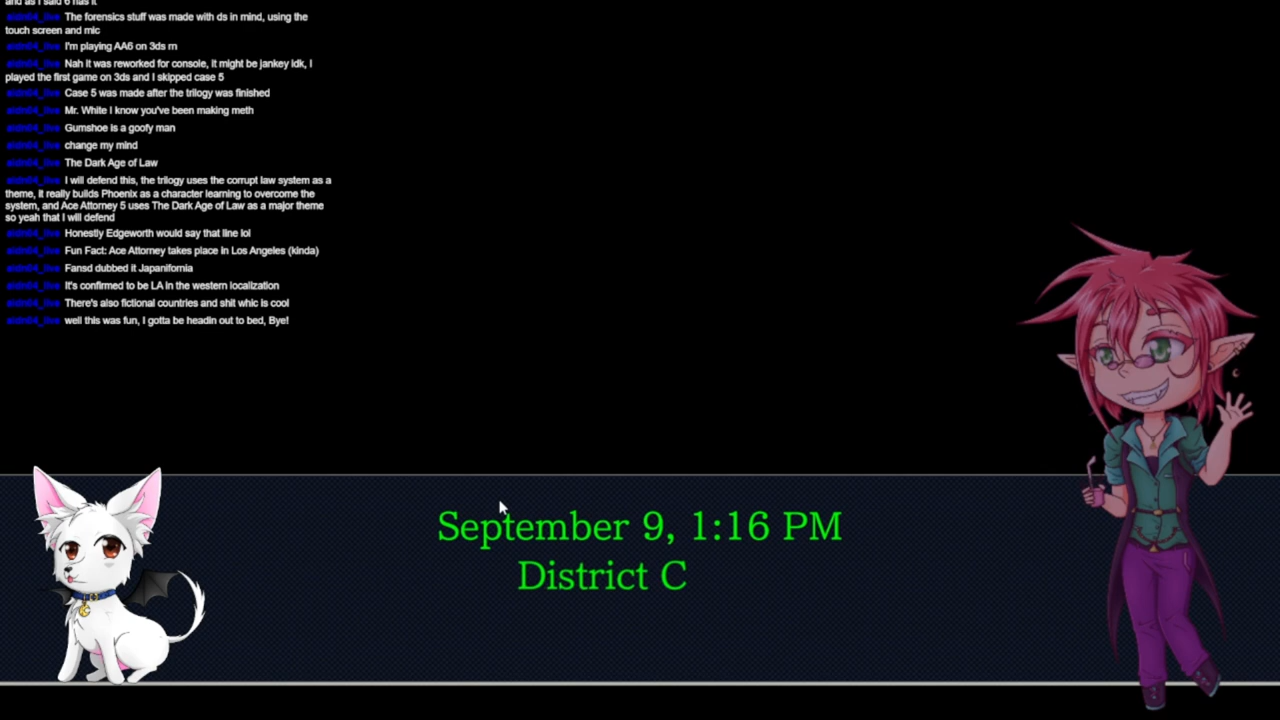 and as I said 6 has it
The forensics stuff was made with ds in mind, using the
touch screen and mic
I'm playing AA6 on 3ds rn
Nah it was reworked for console, it might be jankey idk, I
played the first game on 3ds and I skipped case 5
Case 5 was made after the trilogy was finished
Mr. White I know you've been making meth
Gumshoe is a goofy man
change my mind
The Dark Age of Law
I will defend this, the trilogy uses the corrupt law system as a
theme, it really builds Phoenix as a character learning to overcome the
system, and Ace Attorney 5 uses The Dark Age of Law as a major theme
so yeah that I will defend
Honestly Edgeworth would say that line lol
Fun Fact: Ace Attorney takes place in Los Angeles (kinda)
Fansd dubbed it Japanifornia
It's confirmed to be LA in the western localization
There's also fictional countries and shit whic is cool
well this was fun, I gotta be headin out to bed, Bye!
September 9, 1:16 PM
District C